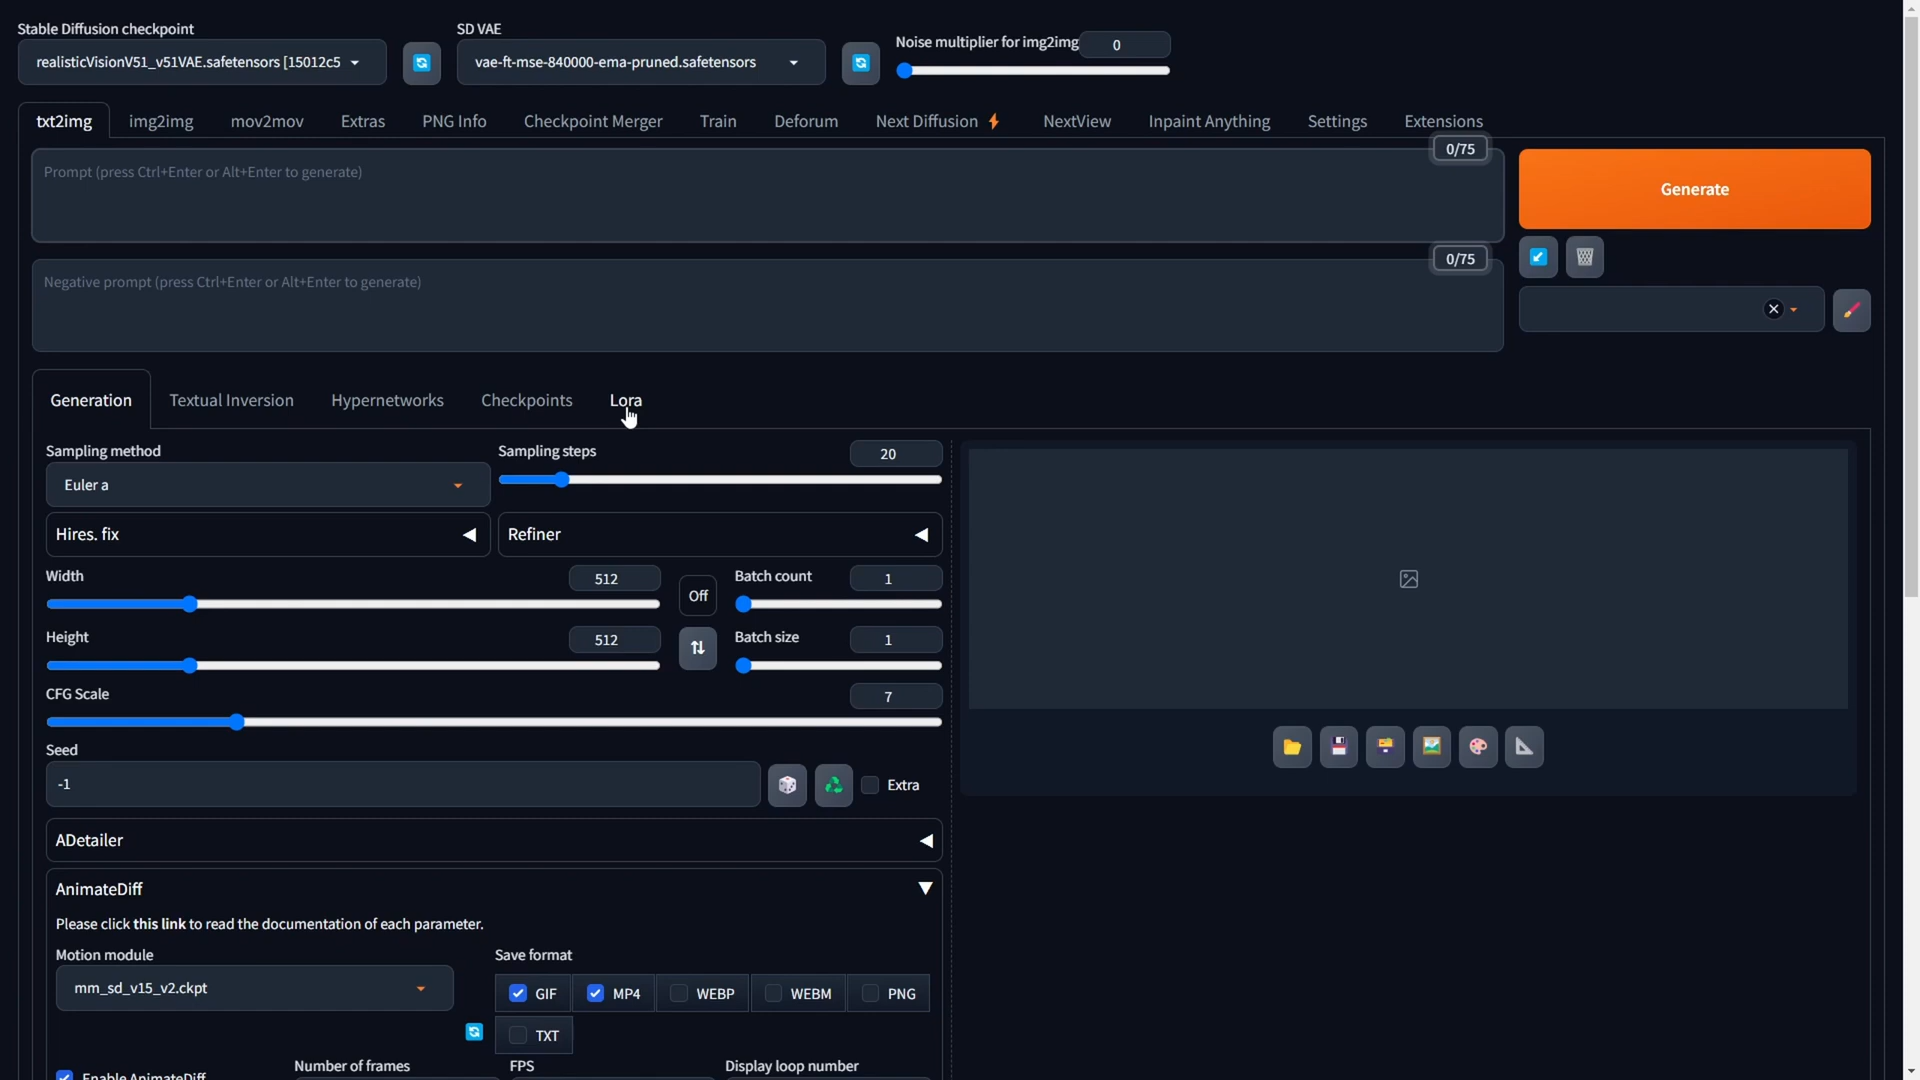 Stable Diffusion checkpoint
SD VAE
Noise multiplier for img2img
0
realisticVisionV51_v51VAE.safetensors [15012c5
vae-ft-mse-840000-ema-pruned.safetensors
txt2img
img2img
mov2mov
Extras
PNG Info
Checkpoint Merger
Train
Deforum
Next Diffusion
NextView
Inpaint Anything
Settings
Extensions
0/75
Prompt (press Ctrl+Enter or Alt+Enter to generate)
Generate
0/75
Negative prompt (press Ctrl+Enter or Alt+Enter to generate)
Generation
Textual Inversion
Hypernetworks
Checkpoints
Lora
Sampling method
Sampling steps
20
Euler a
Hires. fix
Refiner
Width
512
Off
Batch count
1
Height
512
Batch size
1
CFG Scale
7
Seed
-1
Extra
ADetailer
AnimateDiff
Please click this link to read the documentation of each parameter.
Motion module
Save format
mm_sd_v15_v2.ckpt
GIF
MP4
WEBP
WEBM
PNG
TXT
Enable AnimateDiff
Number of frames
FPS
Display loop number